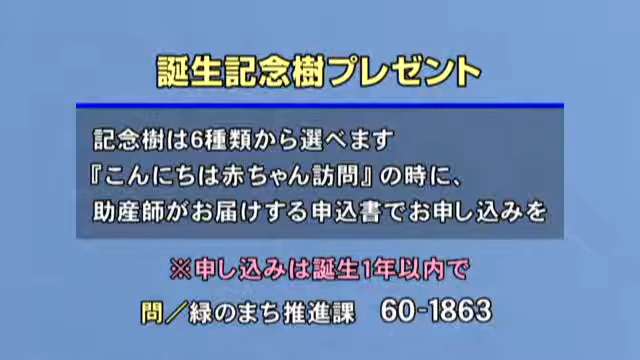 誕生記念樹プレゼント
記念樹は6種類から選べます
『こんにちは赤ちゃん訪問』の時に、
助産師がお届けする申込書でお申し込みを
※申し込みは誕生1年以内で
問／緑のまち推進課 60-1863